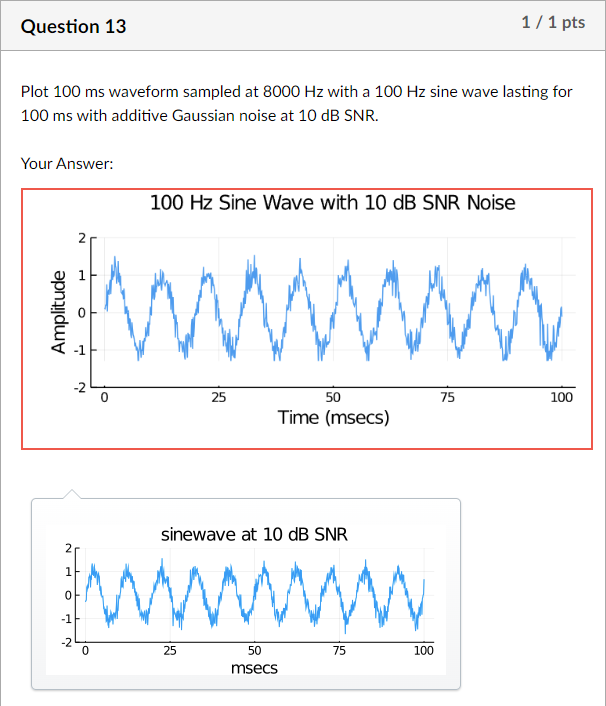 Question 13
1 / 1 pts
Plot 100 ms waveform sampled at 8000 Hz with a 100 Hz sine wave lasting for
100 ms with additive Gaussian noise at 10 dB SNR.
Your Answer:
100 Hz Sine Wave with 10 dB SNR Noise
Amplitude
2
1
0
-1
-2
0 25 50 75 100
Time (msecs)
sinewave at 10 dB SNR
2
1
0
-1
-2
0 25 50 75 100
msecs